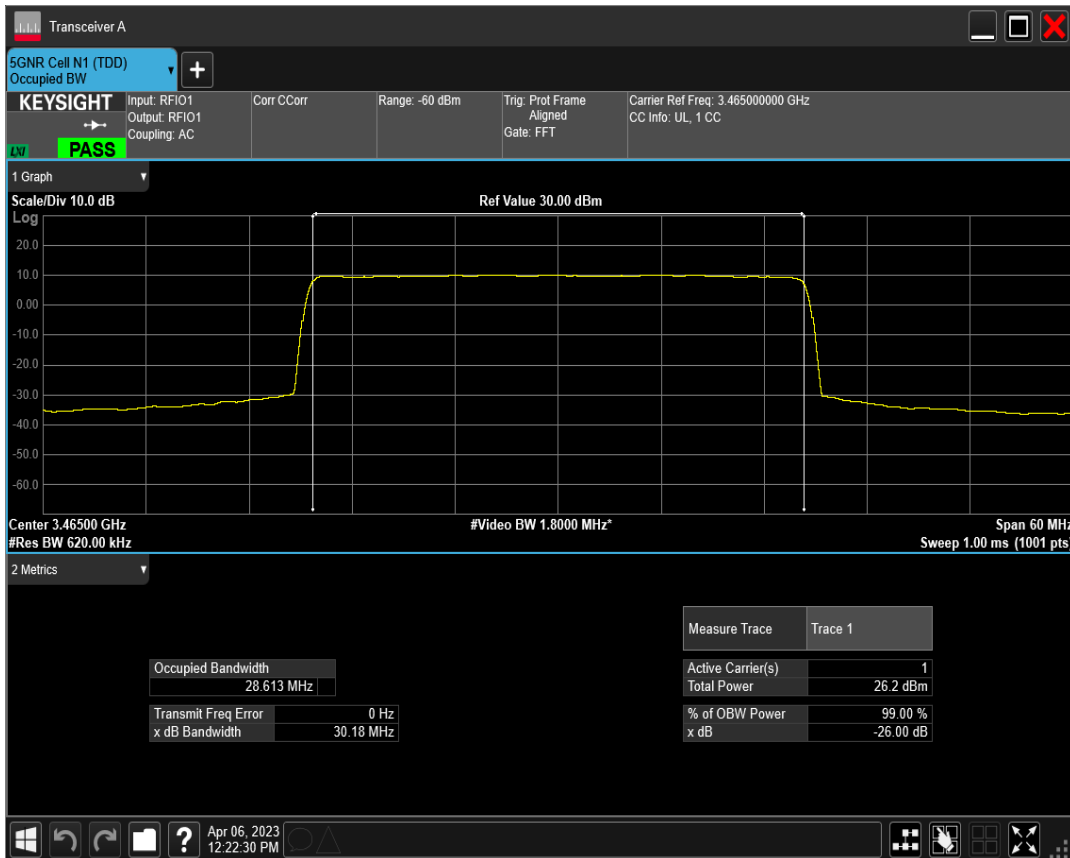 Transceiver A
5GNR Cell N1 (TDD)
Occupied BW
+
KEYSIGHT
LXI
PASS
Input: RFIO1
Output: RFIO1
Coupling: AC
Corr CCorr
Range: -60 dBm
Trig: Prot Frame
Aligned
Gate: FFT
Carrier Ref Freq: 3.465000000 GHz
CC Info: UL, 1 CC
1 Graph
Scale/Div 10.0 dB
Ref Value 30.00 dBm
Log
20.0
10.0
0.00
-10.0
-20.0
-30.0
-40.0
-50.0
-60.0
Center 3.46500 GHz
#Video BW 1.8000 MHz*
Span 60 MHz
#Res BW 620.00 kHz
Sweep 1.00 ms (1001 pts)
2 Metrics
Measure Trace Trace 1
Occupied Bandwidth
28.613 MHz
Transmit Freq Error 0 Hz
x dB Bandwidth 30.18 MHz
Active Carrier(s) 1
Total Power 26.2 dBm
% of OBW Power 99.00 %
x dB -26.00 dB
?
Apr 06, 2023
12:22:30 PM